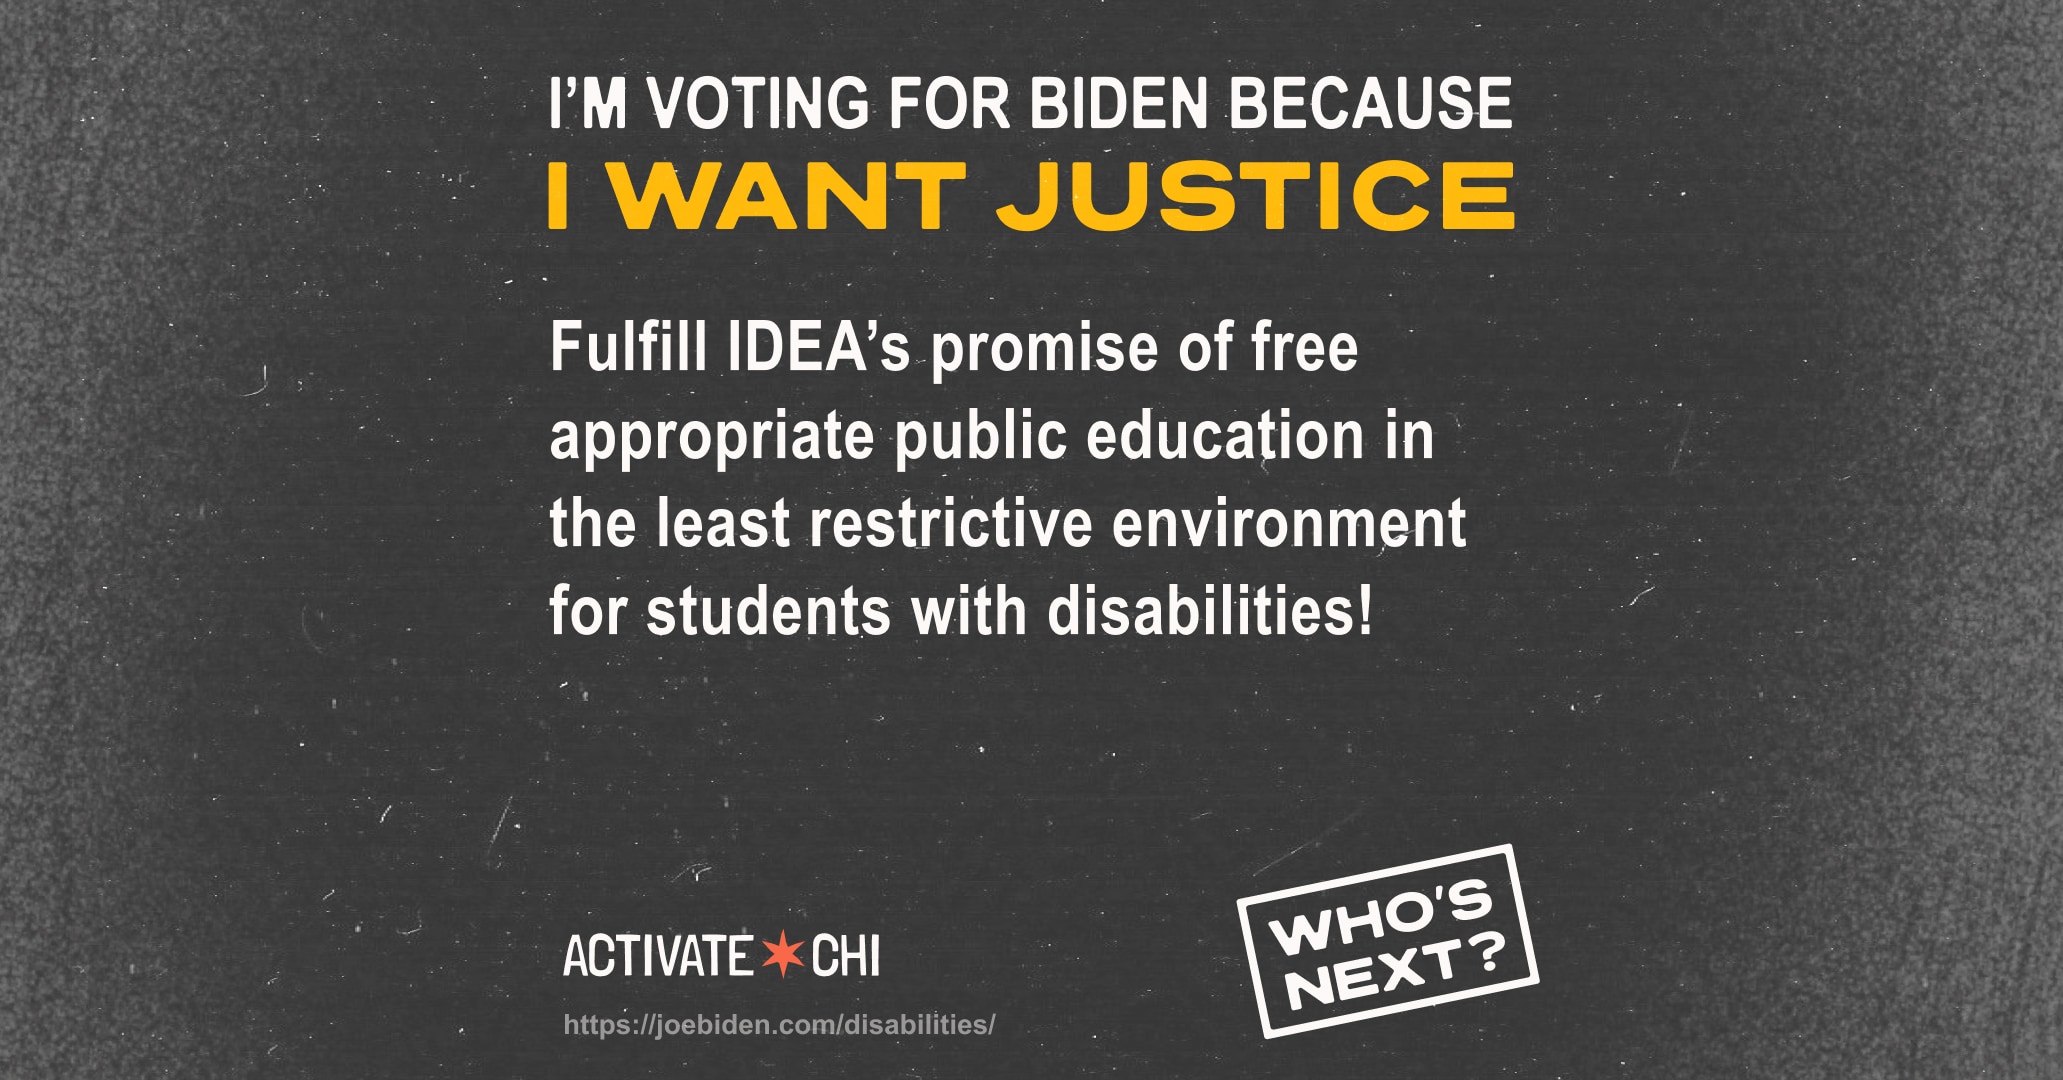 I’M VOTING FOR BIDEN BECAUSE
I WANT JUSTICE
Fulfill IDEA’s promise of free
appropriate public education in
the least restrictive environment
for students with disabilities!
ACTIVATE CHI
https://joebiden.com/disabilities/
WHO'S
NEXT?